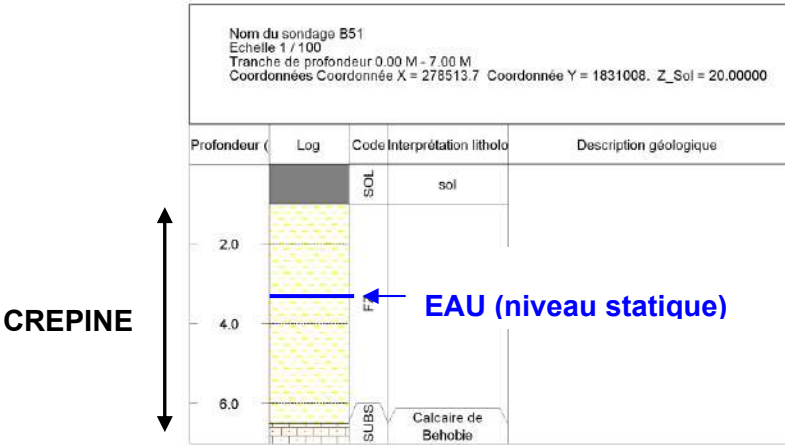 Nom du sondage B51
Echelle 1 / 100
Tranche de profondeur 0.00 M - 7.00 M
Coordonnées Coordonnée X = 278513.7 Coordonnée Y = 1831008. Z_Sol = 20.00000
Profondeur ( Log Code Interprétation litholo Description géologique
SOL sol
2.0
EAU (niveau statique)
CREPINE
4.0
6.0
SUBS Calcaire de
Behobie